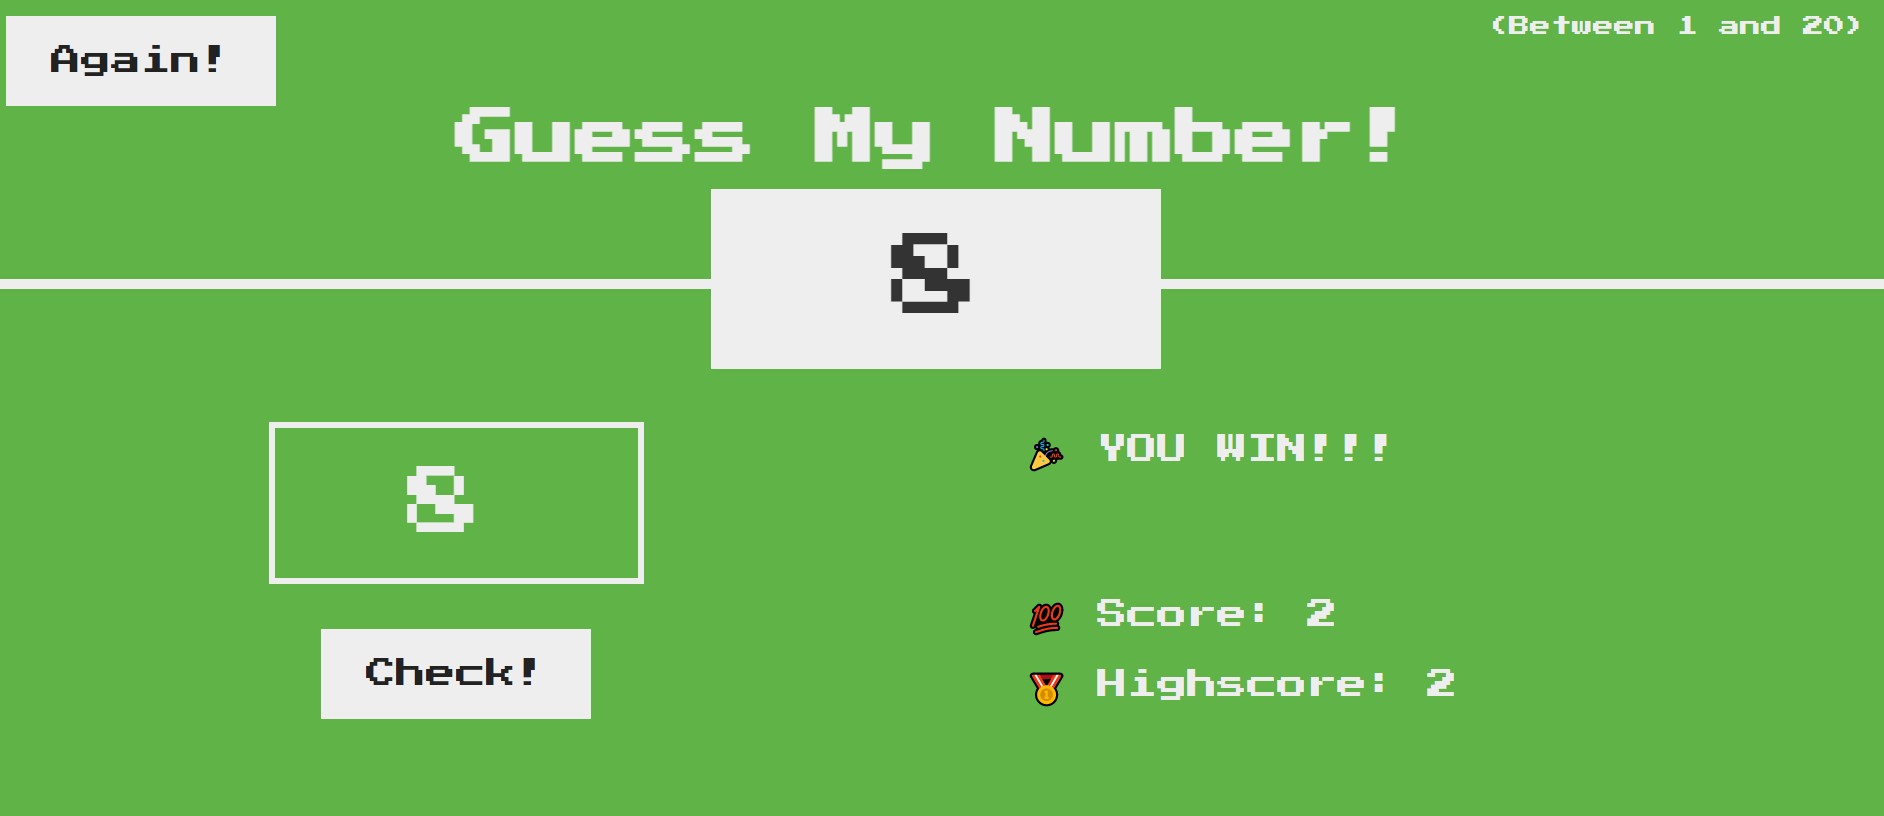 Again!
(Between 1 and 20)
Guess My Number!
8
8
Check!
🎉 YOU WIN!!!
💯 Score: 2
🥇 Highscore: 2